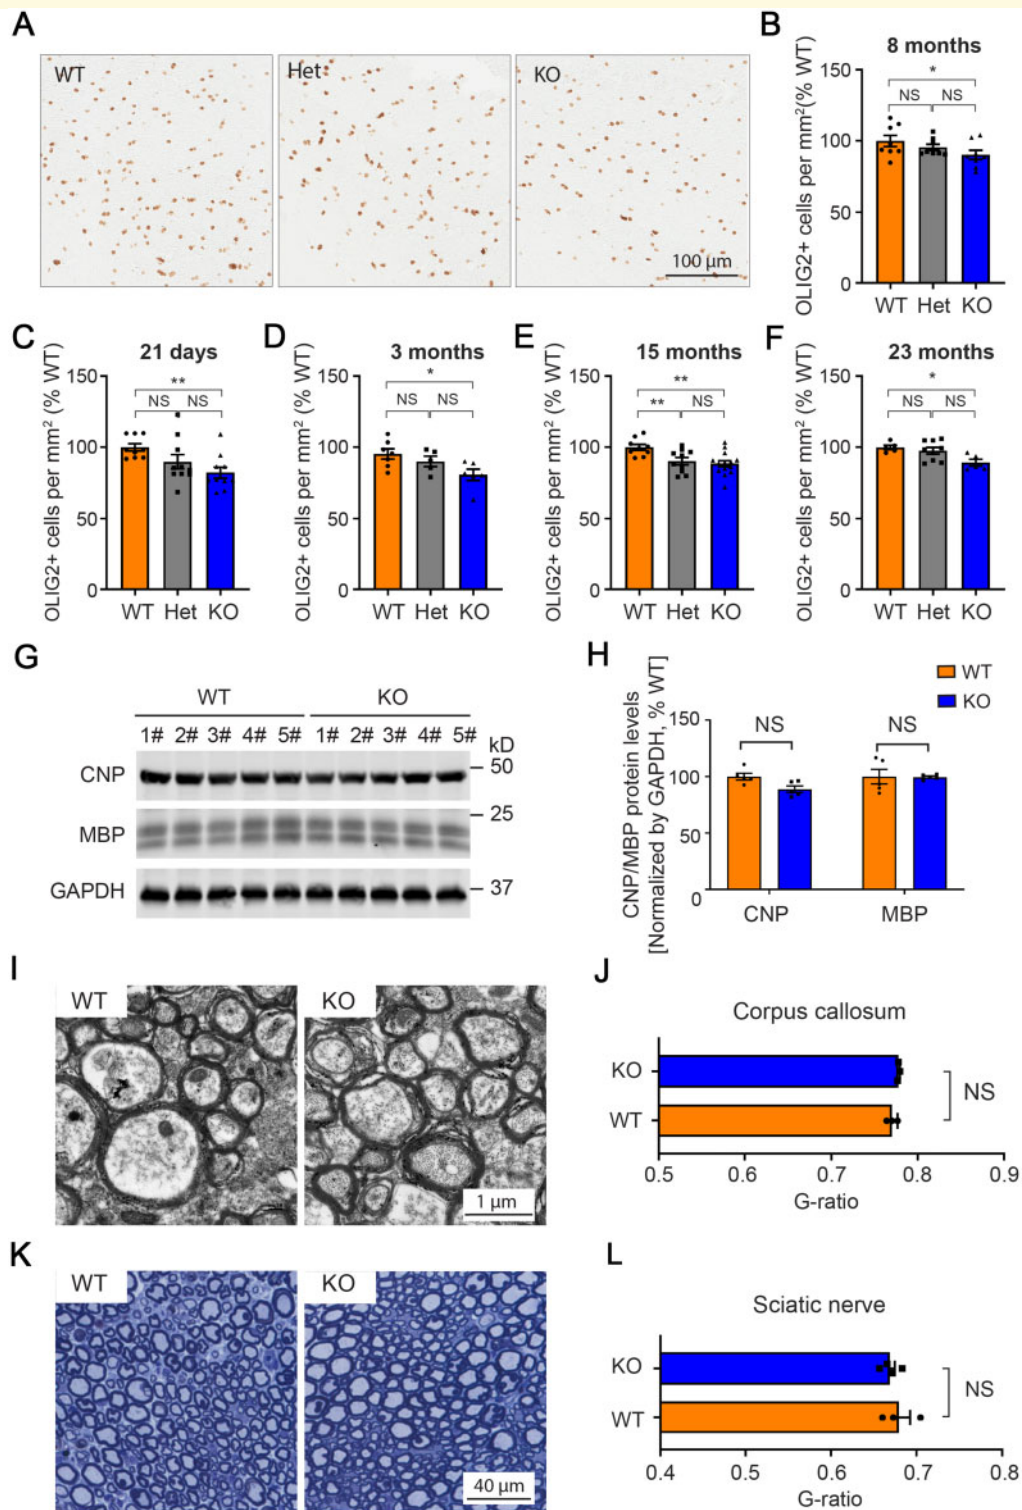 A
WT
Het
KO
100 µm
B
8 months
OLIG2+ cells per mm²(% WT)
150
100
50
0
*
NS NS
WT Het KO
C
21 days
OLIG2+ cells per mm² (% WT)
150
100
50
0
**
NS NS
WT Het KO
D
3 months
OLIG2+ cells per mm² (% WT)
150
100
50
0
*
NS NS
WT Het KO
E
15 months
OLIG2+ cells per mm² (% WT)
150
100
50
0
**
** NS
WT Het KO
F
23 months
OLIG2+ cells per mm² (% WT)
150
100
50
0
*
NS NS
WT Het KO
G
WT KO
1# 2# 3# 4# 5# 1# 2# 3# 4# 5# kD
CNP 50
MBP 25
GAPDH 37
H
WT
KO
CNP/MBP protein levels
[Normalized by GAPDH, % WT]
150
100
50
0
NS NS
CNP MBP
I
WT
KO
1 µm
J
Corpus callosum
KO
WT
NS
0.5 0.6 0.7 0.8 0.9
G-ratio
K
WT
KO
40 µm
L
Sciatic nerve
KO
WT
NS
0.4 0.5 0.6 0.7 0.8
G-ratio